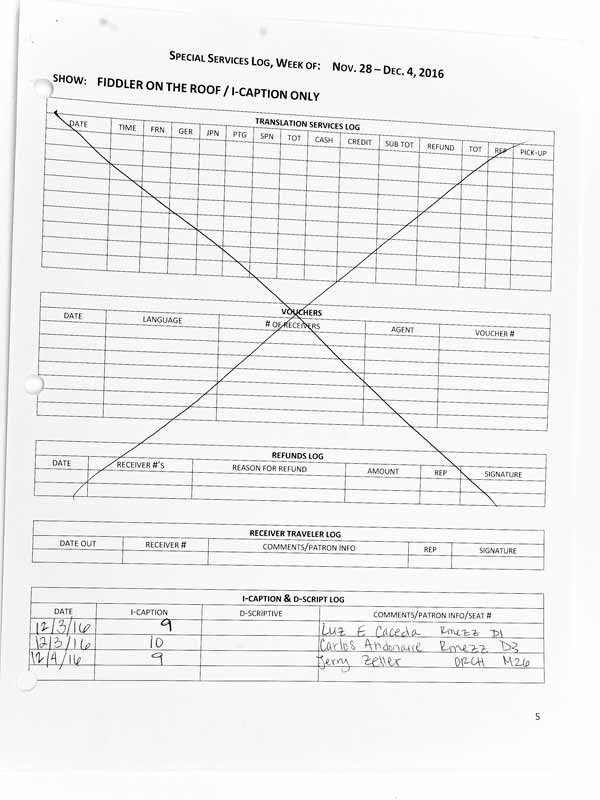 SPECIAL SERVICES LOG, WEEK OF: NOV. 28 – DEC. 4, 2016
SHOW: FIDDLER ON THE ROOF / I-CAPTION ONLY
TRANSLATION SERVICES LOG
DATE TIME FRN GER JPN PTG SPN TOT CASH CREDIT SUB TOT REFUND TOT REP PICK-UP
VOUCHERS
DATE LANGUAGE # OF RECEIVERS AGENT VOUCHER #
REFUNDS LOG
DATE RECEIVER #'S REASON FOR REFUND AMOUNT REP SIGNATURE
RECEIVER TRAVELER LOG
DATE OUT RECEIVER # COMMENTS/PATRON INFO REP SIGNATURE
I-CAPTION & D-SCRIPT LOG
DATE I-CAPTION D-SCRIPTIVE COMMENTS/PATRON INFO/SEAT #
12/3/16 9 Luz E Caceda Rmezz D1
12/3/16 10 Carlos Rmezz D3
12/4/16 9 Jerry Zeller ORCH M26
5